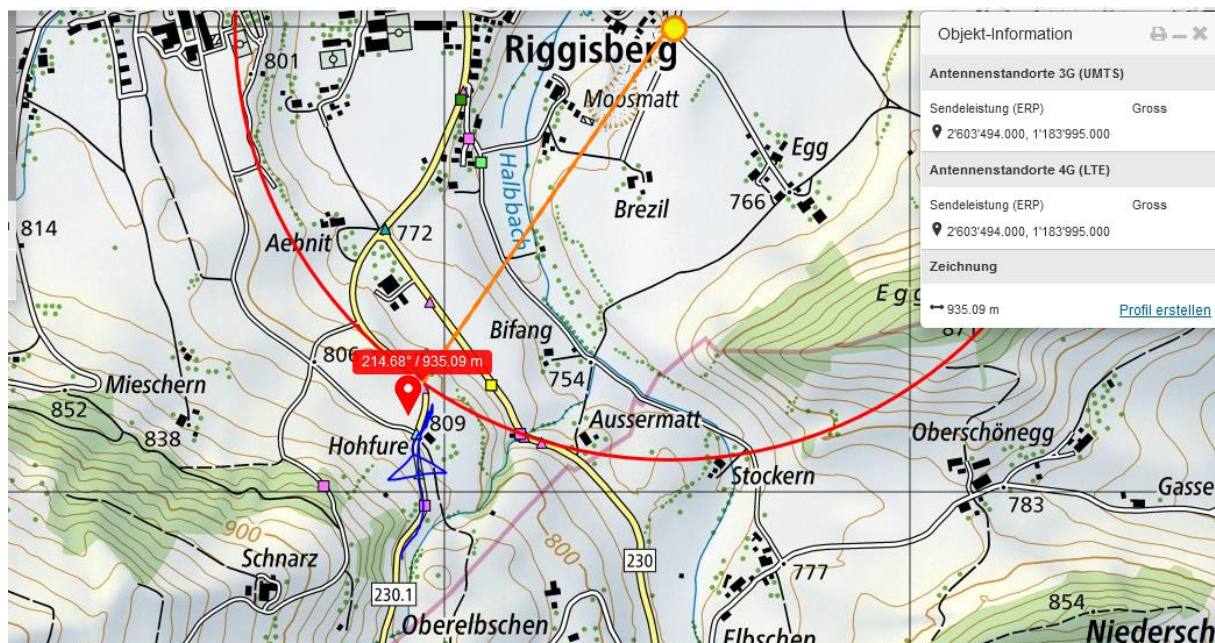 Riggisberg
Objekt-Information
Antennenstandorte 3G (UMTS)
Sendeleistung (ERP) Gross
2'603'494.000, 1'183'995.000
Antennenstandorte 4G (LTE)
Sendeleistung (ERP) Gross
2'603'494.000, 1'183'995.000
Zeichnung
935.09 m Profil erstellen
801
Moosmatt
Egg
Halbbach
766
Brezil
814
Aebnit
772
Egg
871
Bifang
806
214.68° / 935.09 m
754
Mieschern
852
838
809
Hohfure
Aussermatt
Oberschönegg
Stockern
783
Gasse
900
800
Schnarz
230
777
230.1
854
Oberelbschen
Elbschen
Niedersch